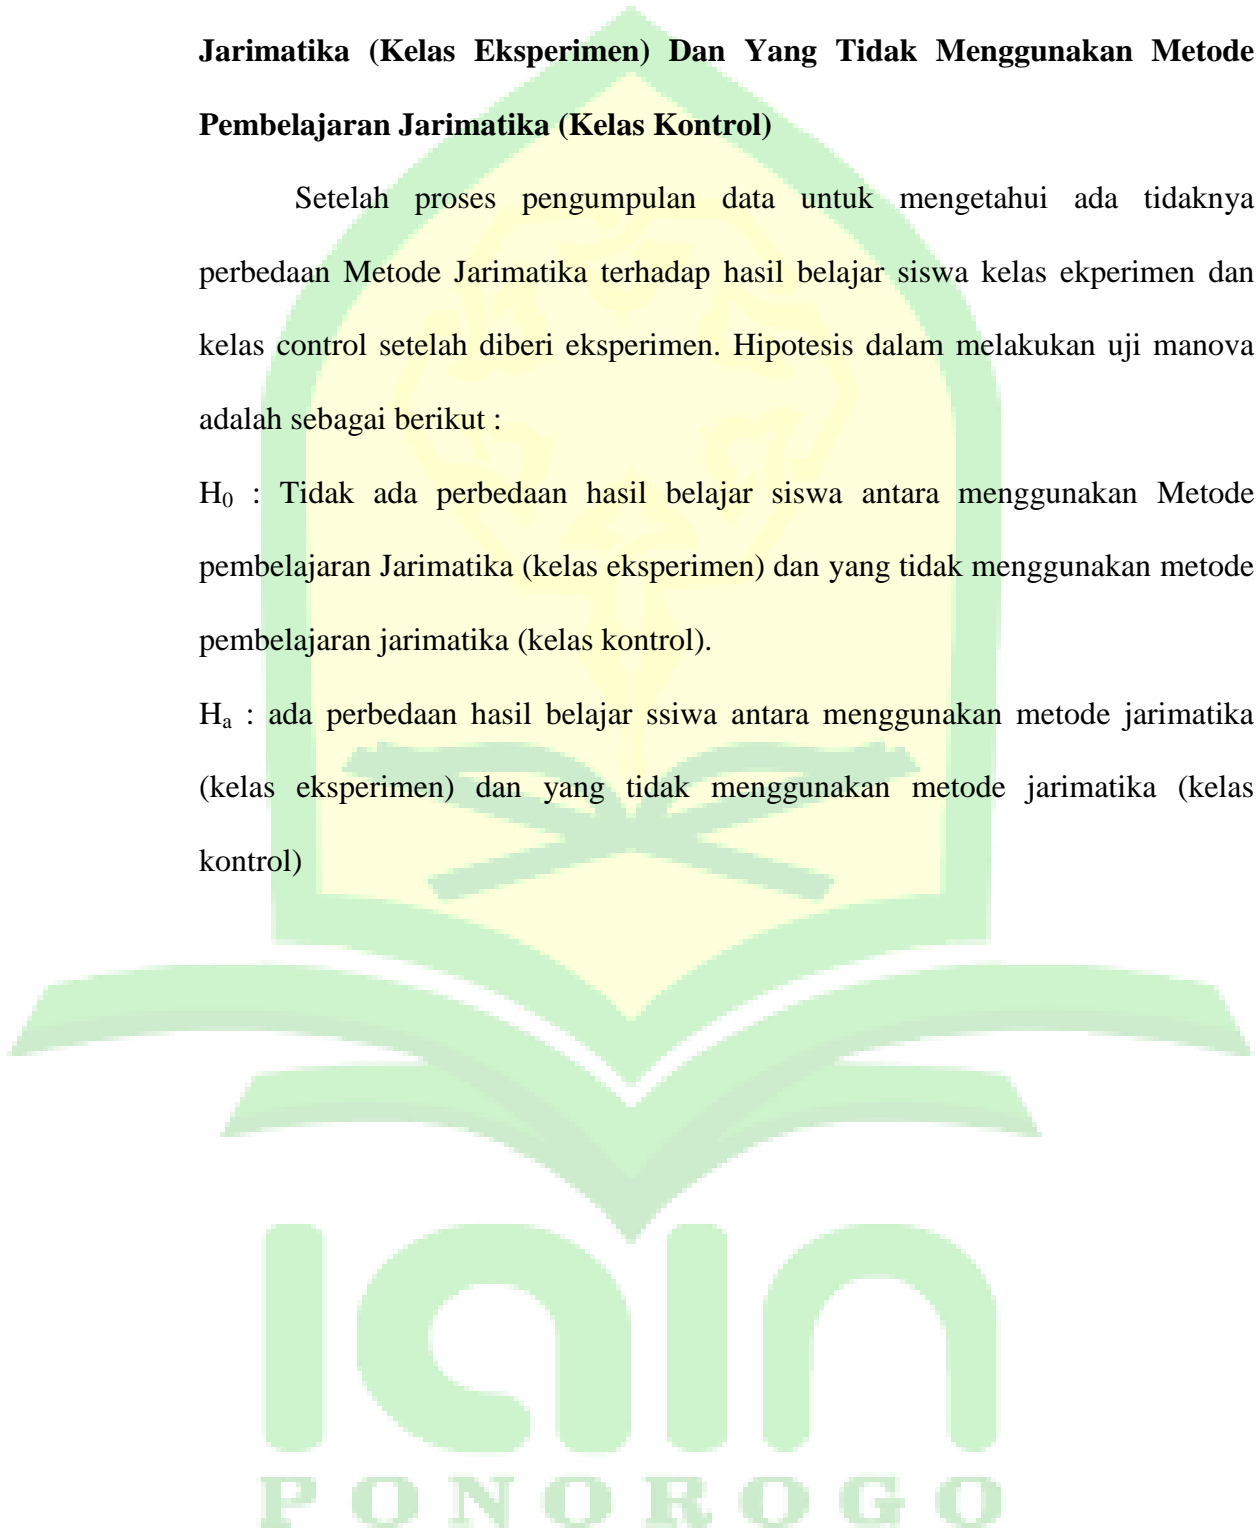 Jarimatika (Kelas Eksperimen) Dan Yang Tidak Menggunakan Metode
Pembelajaran Jarimatika (Kelas Kontrol)
Setelah proses pengumpulan data untuk mengetahui ada tidaknya
perbedaan Metode Jarimatika terhadap hasil belajar siswa kelas ekperimen dan
kelas control setelah diberi eksperimen. Hipotesis dalam melakukan uji manova
adalah sebagai berikut :
H₀ : Tidak ada perbedaan hasil belajar siswa antara menggunakan Metode
pembelajaran Jarimatika (kelas eksperimen) dan yang tidak menggunakan metode
pembelajaran jarimatika (kelas kontrol).
Hₐ : ada perbedaan hasil belajar ssiwa antara menggunakan metode jarimatika
(kelas eksperimen) dan yang tidak menggunakan metode jarimatika (kelas
kontrol)
iain
PONOROGO